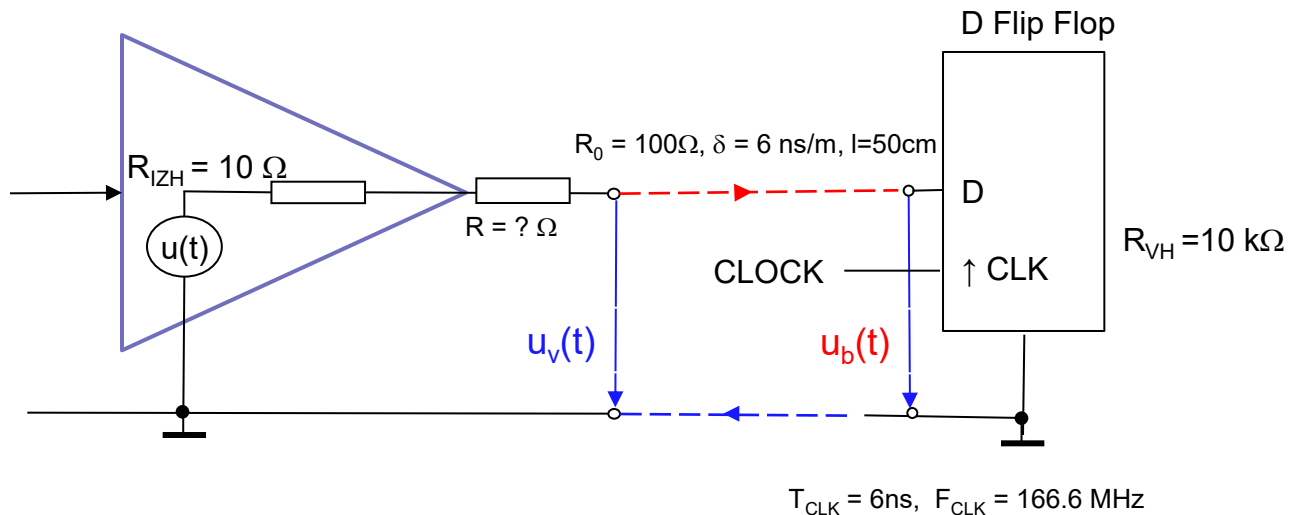 D Flip Flop
R₀ = 100Ω, δ = 6 ns/m, l=50cm
R_IZH = 10 Ω
D
R = ? Ω
u(t)
R_VH =10 kΩ
CLOCK
↑ CLK
u_v(t)
u_b(t)
T_CLK = 6ns, F_CLK = 166.6 MHz